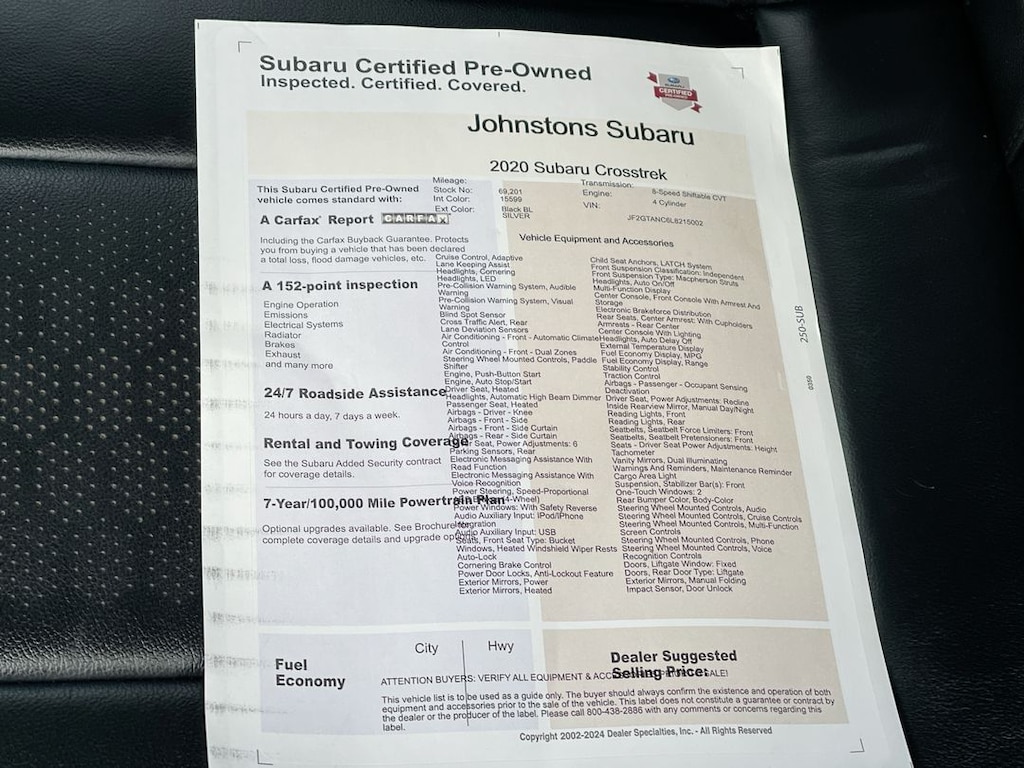 Subaru Certified Pre-Owned
Inspected. Certified. Covered.
CERTIFIED
Johnstons Subaru
2020 Subaru Crosstrek
This Subaru Certified Pre-Owned
vehicle comes standard with:
A Carfax® Report CARFAX
Including the Carfax Buyback Guarantee. Protects
you from buying a vehicle that has been declared
a total loss, flood damage vehicles, etc.
A 152-point inspection
Engine Operation
Emissions
Electrical Systems
Radiator
Brakes
Exhaust
and many more
24/7 Roadside Assistance
24 hours a day, 7 days a week.
Rental and Towing Coverage
See the Subaru Added Security contract
for coverage details.
7-Year/100,000 Mile Powertrain Plan
Optional upgrades available. See Brochure for
complete coverage details and upgrade options.
Mileage: 69,201
Stock No: 15599
Int Color: Black BL
Ext Color: SILVER
Transmission: 8-Speed Shiftable CVT
Engine: 4 Cylinder
VIN: JF2GTANC6L8215002
Vehicle Equipment and Accessories
Cruise Control, Adaptive
Lane Keeping Assist
Headlights, Cornering
Headlights, LED
Pre-Collision Warning System, Audible
Warning
Pre-Collision Warning System, Visual
Warning
Blind Spot Sensor
Cross Traffic Alert, Rear
Lane Deviation Sensors
Air Conditioning - Front - Automatic Climate
Control
Air Conditioning - Front - Dual Zones
Steering Wheel Mounted Controls, Paddle
Shifter
Engine, Push-Button Start
Engine, Auto Stop/Start
Driver Seat, Heated
Headlights, Automatic High Beam Dimmer
Passenger Seat, Heated
Airbags - Driver - Knee
Airbags - Front - Side
Airbags - Front - Side Curtain
Airbags - Rear - Side Curtain
Driver Seat, Power Adjustments: 6
Parking Sensors, Rear
Electronic Messaging Assistance With
Read Function
Electronic Messaging Assistance With
Voice Recognition
Power Steering, Speed-Proportional
(4-Wheel)
Power Windows: With Safety Reverse
Audio Auxiliary Input: IPod/IPhone
Integration
Audio Auxiliary Input: USB
Seats, Front Seat Type: Bucket
Windows, Heated Windshield Wiper Rests
Auto-Lock
Cornering Brake Control
Power Door Locks, Anti-Lockout Feature
Exterior Mirrors, Power
Exterior Mirrors, Heated
Child Seat Anchors, LATCH System
Front Suspension Classification: Independent
Front Suspension Type: Macpherson Struts
Headlights, Auto On/Off
Multi-Function Display
Center Console, Front Console With Armrest And
Storage
Electronic Brakeforce Distribution
Rear Seats, Center Armrest: With Cupholders
Armrests - Rear Center
Center Console With Lighting
Headlights, Auto Delay Off
External Temperature Display
Fuel Economy Display, MPG
Fuel Economy Display, Range
Stability Control
Traction Control
Airbags - Passenger - Occupant Sensing
Deactivation
Driver Seat, Power Adjustments: Recline
Inside Rearview Mirror, Manual Day/Night
Reading Lights, Front
Reading Lights, Rear
Seatbelts, Seatbelt Force Limiters: Front
Seatbelts, Seatbelt Pretensioners: Front
Seats - Driver Seat Power Adjustments: Height
Tachometer
Vanity Mirrors, Dual Illuminating
Warnings And Reminders, Maintenance Reminder
Cargo Area Light
Suspension, Stabilizer Bar(s): Front
One-Touch Windows: 2
Rear Bumper Color, Body-Color
Steering Wheel Mounted Controls, Audio
Steering Wheel Mounted Controls, Cruise Controls
Steering Wheel Mounted Controls, Multi-Function
Screen Controls
Steering Wheel Mounted Controls, Phone
Steering Wheel Mounted Controls, Voice
Recognition Controls
Doors, Liftgate Window: Fixed
Doors, Rear Door Type: Liftgate
Exterior Mirrors, Manual Folding
Impact Sensor, Door Unlock
250-SUB
0350
Fuel
Economy
City
Hwy
Dealer Suggested
Selling Price:
ATTENTION BUYERS: VERIFY ALL EQUIPMENT & SALE!
This vehicle list is to be used as a guide only. The buyer should always confirm the existence and operation of both
equipment and accessories prior to the sale of the vehicle. This label does not constitute a guarantee or contract by
the dealer or the producer of the label. Please call 800-438-2886 with any comments or concerns regarding this
label.
Copyright 2002-2024 Dealer Specialties, Inc. - All Rights Reserved